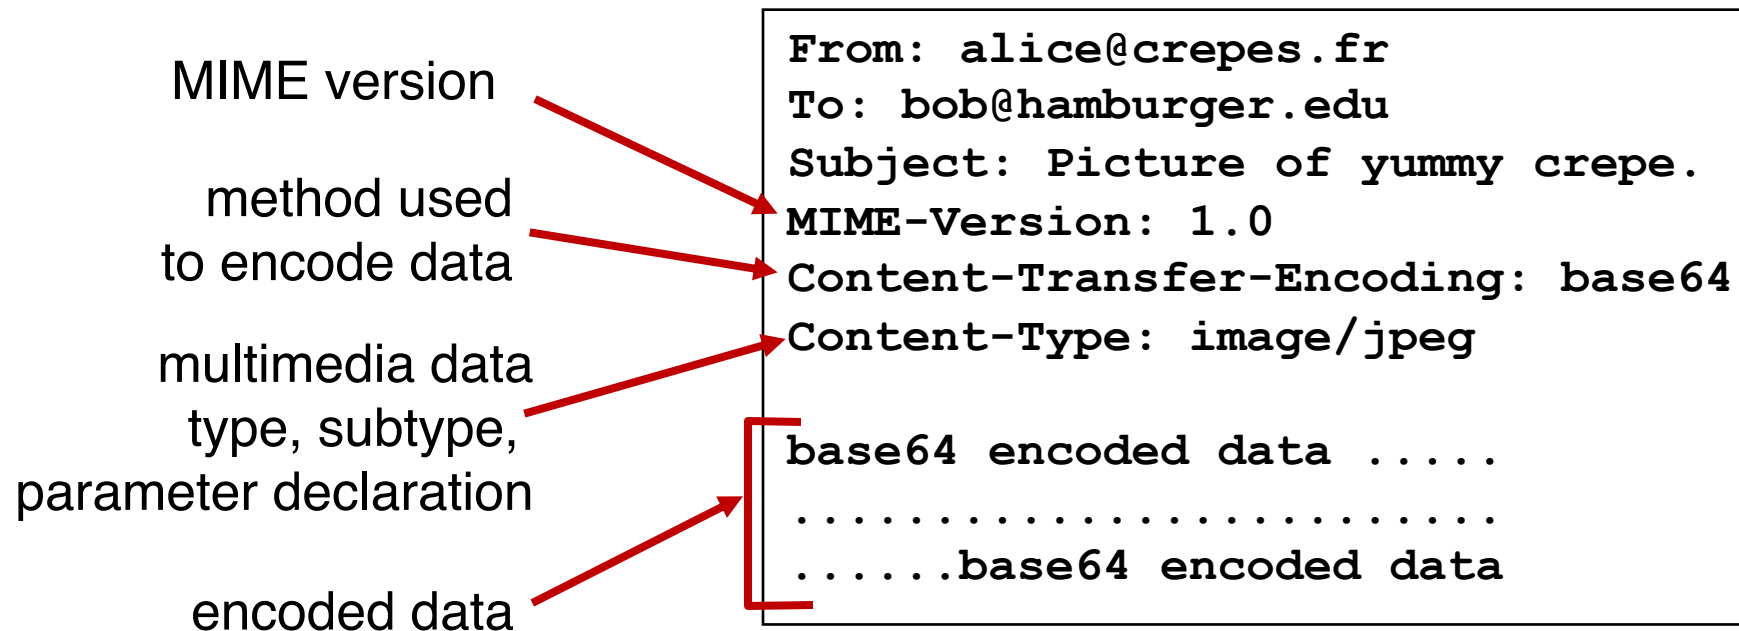 MIME version
method used
to encode data
multimedia data
type, subtype,
parameter declaration
encoded data
From: alice@crepes.fr
To: bob@hamburger.edu
Subject: Picture of yummy crepe.
MIME-Version: 1.0
Content-Transfer-Encoding: base64
Content-Type: image/jpeg
base64 encoded data .....
.........................
......base64 encoded data